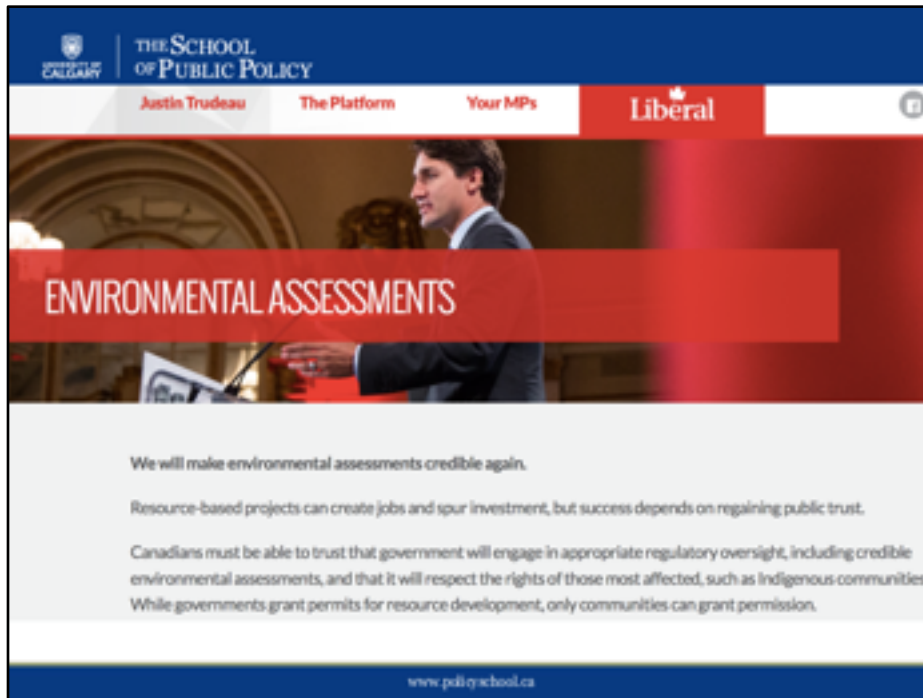 UNIVERSITY OF
CALGARY
THE SCHOOL
OF PUBLIC POLICY
Justin Trudeau The Platform Your MPs Liberal
ENVIRONMENTAL ASSESSMENTS
We will make environmental assessments credible again.
Resource-based projects can create jobs and spur investment, but success depends on regaining public trust.
Canadians must be able to trust that government will engage in appropriate regulatory oversight, including credible
environmental assessments, and that it will respect the rights of those most affected, such as Indigenous communities
While governments grant permits for resource development, only communities can grant permission.
www.policyschool.ca